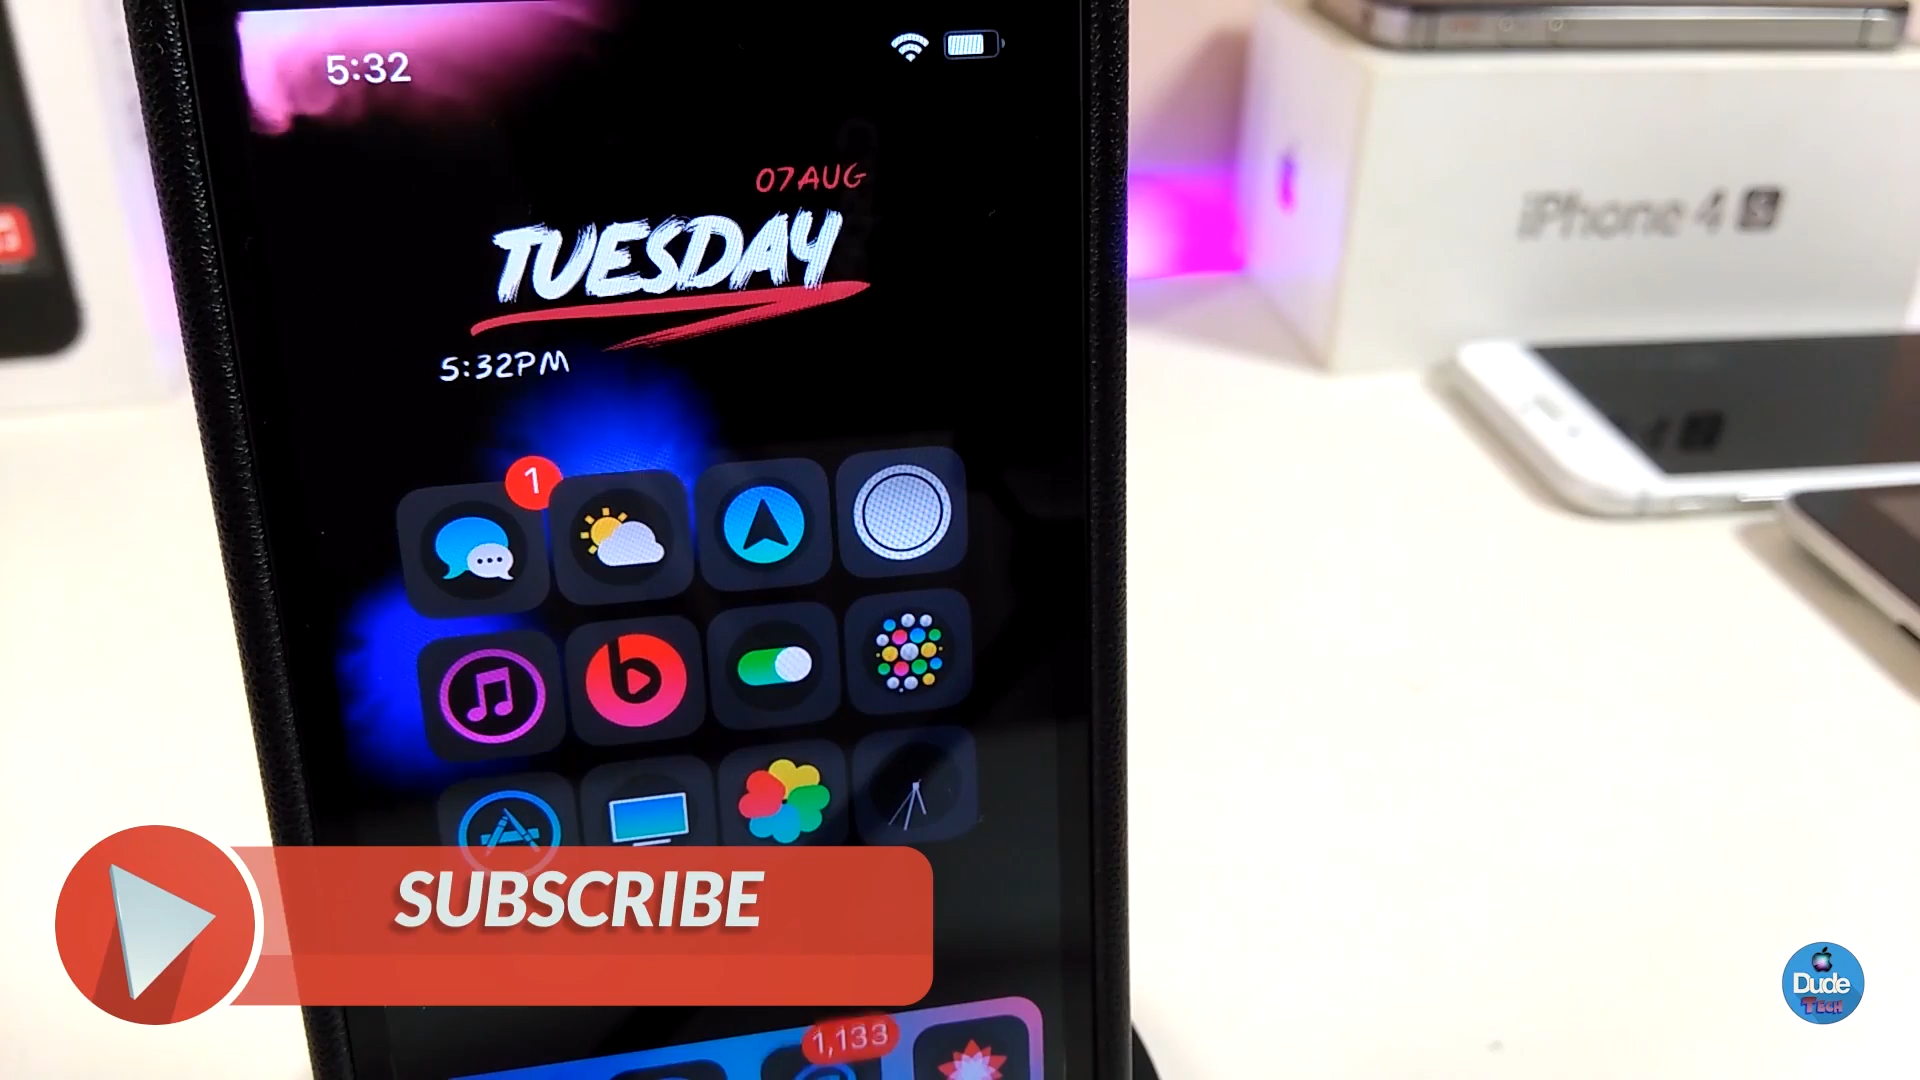 5:32
07AUG
TUESDAY
5:32PM
1
iPhone 4S
SUBSCRIBE
1,133
Dude
TECH